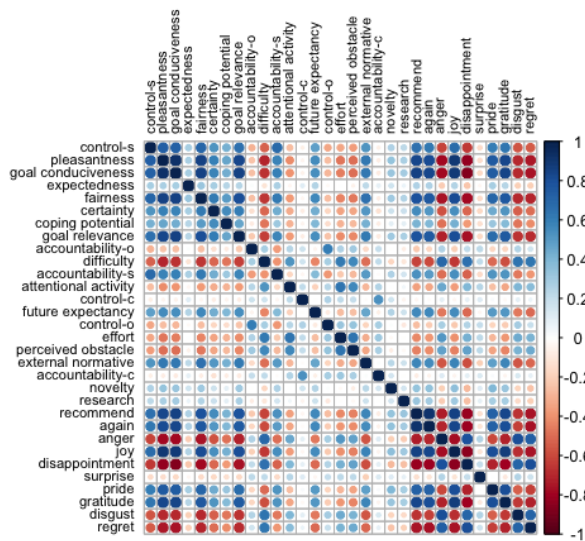 control-s
pleasantness
goal conduciveness
expectedness
fairness
certainty
coping potential
goal relevance
accountability-o
difficulty
accountability-s
attentional activity
control-c
future expectancy
control-o
effort
perceived obstacle
external normative
accountability-c
novelty
research
recommend
again
anger
joy
disappointment
surprise
pride
gratitude
disgust
regret
control-s
pleasantness
goal conduciveness
expectedness
fairness
certainty
coping potential
goal relevance
accountability-o
difficulty
accountability-s
attentional activity
control-c
future expectancy
control-o
effort
perceived obstacle
external normative
accountability-c
novelty
research
recommend
again
anger
joy
disappointment
surprise
pride
gratitude
disgust
regret
1
0.8
0.6
0.4
0.2
0
-0.2
-0.4
-0.6
-0.8
-1